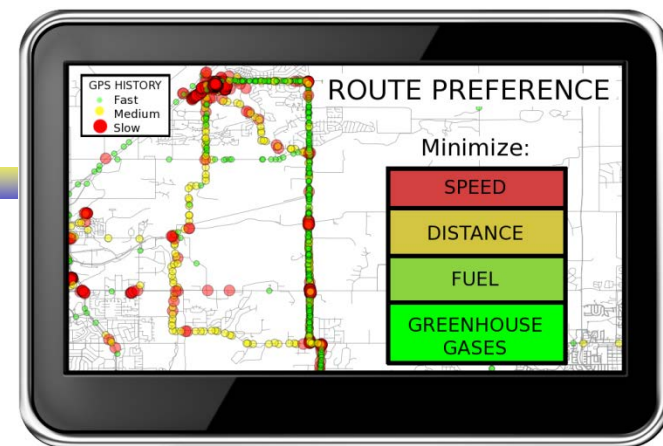 GPS HISTORY
Fast
Medium
Slow
ROUTE PREFERENCE
Minimize:
SPEED
DISTANCE
FUEL
GREENHOUSE
GASES